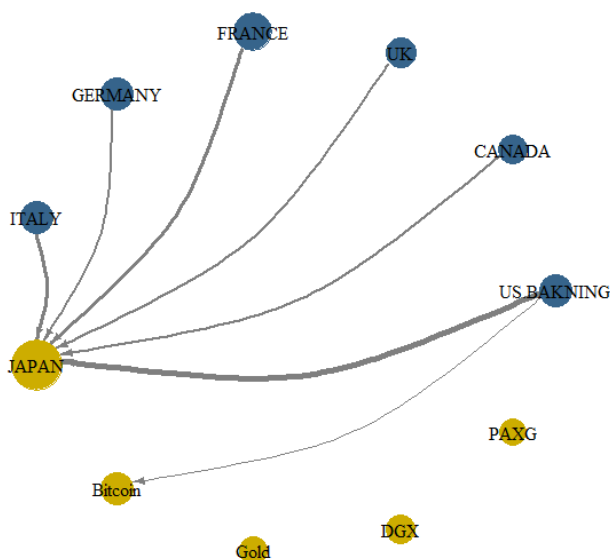 FRANCE
UK
GERMANY
CANADA
ITALY
US BAKNING
JAPAN
PAXG
Bitcoin
DGX
Gold